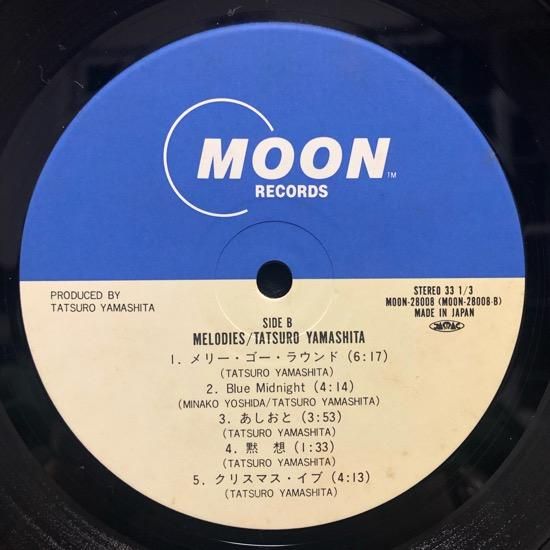 MOON™
RECORDS
PRODUCED BY
TATSURO YAMASHITA
STEREO 33 1/3
MOON-28008 (MOON-28008-B)
MADE IN JAPAN
SIDE B
MELODIES/TATSURO YAMASHITA
1. メリー・ゴー・ラウンド (6:17)
(TATSURO YAMASHITA)
2. Blue Midnight (4:14)
(MINAKO YOSHIDA/TATSURO YAMASHITA)
3. あしおと (3:53)
(TATSURO YAMASHITA)
4. 黙 想 (1:33)
(TATSURO YAMASHITA)
5. クリスマス・イブ (4:13)
(TATSURO YAMASHITA)